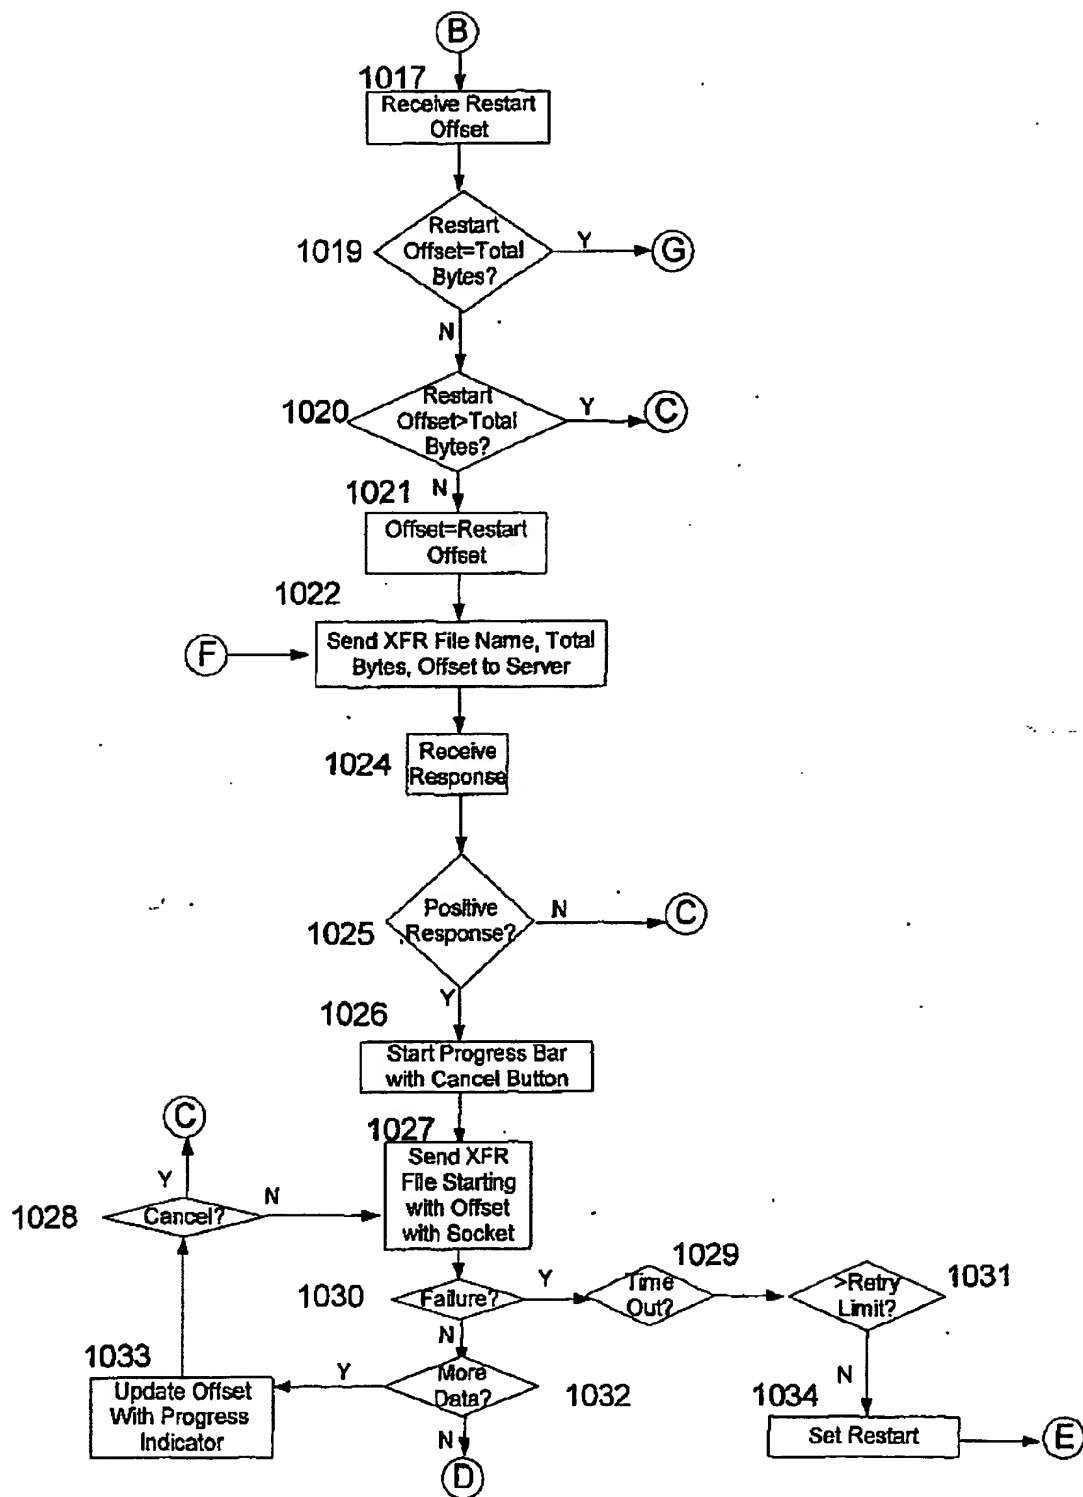 B
1017
Receive Restart
Offset
1019
Restart
Offset=Total
Bytes?
Y
G
N
1020
Restart
Offset>Total
Bytes?
Y
C
N
1021
Offset=Restart
Offset
1022
F
Send XFR File Name, Total
Bytes, Offset to Server
1024
Receive
Response
1025
Positive
Response?
N
C
Y
1026
Start Progress Bar
with Cancel Button
C
1027
Send XFR
File Starting
with Offset
with Socket
Y
N
1028
Cancel?
1030
Failure?
Y
1029
Time
Out?
>Retry
Limit?
1031
N
1033
Y
More
Data?
1032
N
1034
Update Offset
With Progress
Indicator
N
D
Set Restart
E